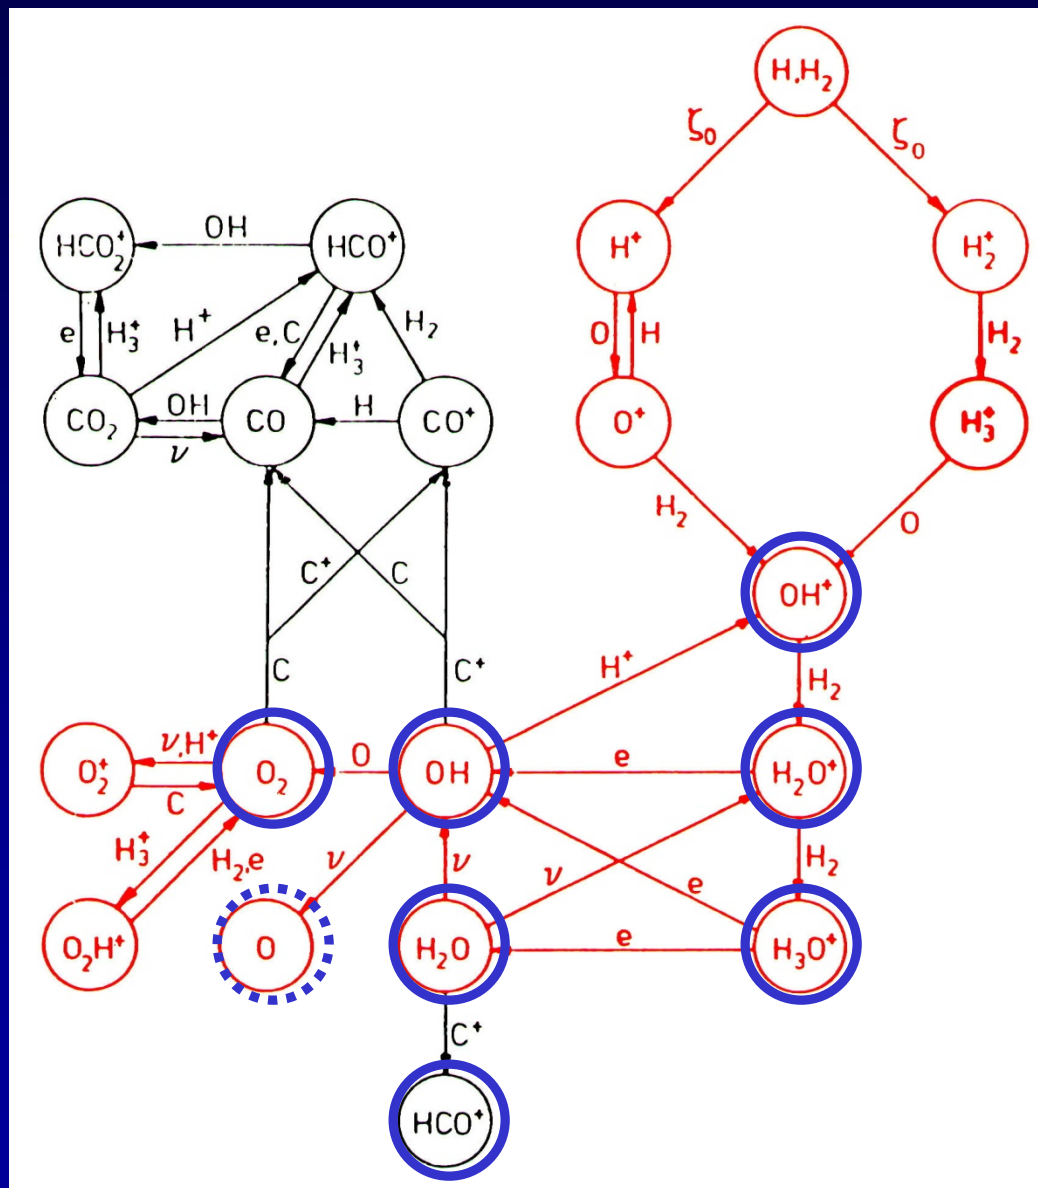 H,H₂
ζ₀ ζ₀
HCO₂⁺ OH HCO⁺ H⁺ H₂⁺
e H₃⁺ H⁺ e,C H₃⁺ H₂ O H H₂
CO₂ OH CO H CO⁺ O⁺ H₃⁺
ν
H₂ O
C⁺ C OH⁺
C C⁺ H⁺ H₂
O₂⁺ ν,H⁺ O₂ O OH e H₂O⁺
C
H₃⁺ H₂,e ν ν ν e H₂
O₂H⁺ O H₂O e H₃O⁺
C⁺
HCO⁺